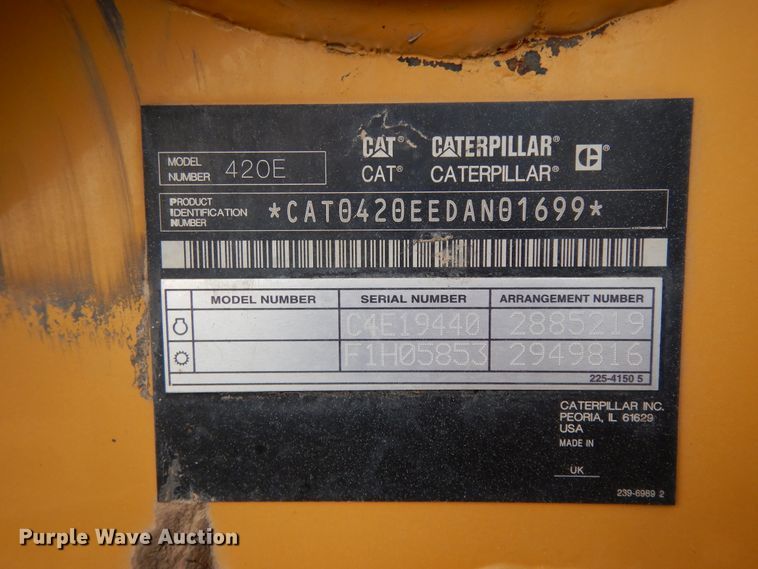 MODEL NUMBER 420E
CAT® CATERPILLAR®
CAT® CATERPILLAR®
PRODUCT IDENTIFICATION NUMBER *CAT0420EEDAN01699*
MODEL NUMBER SERIAL NUMBER ARRANGEMENT NUMBER
C4E19440 2885219
F1H05853 2949816
225-4150 5
CATERPILLAR INC.
PEORIA, IL 61629
USA
MADE IN
UK
239-6989 2
Purple Wave Auction